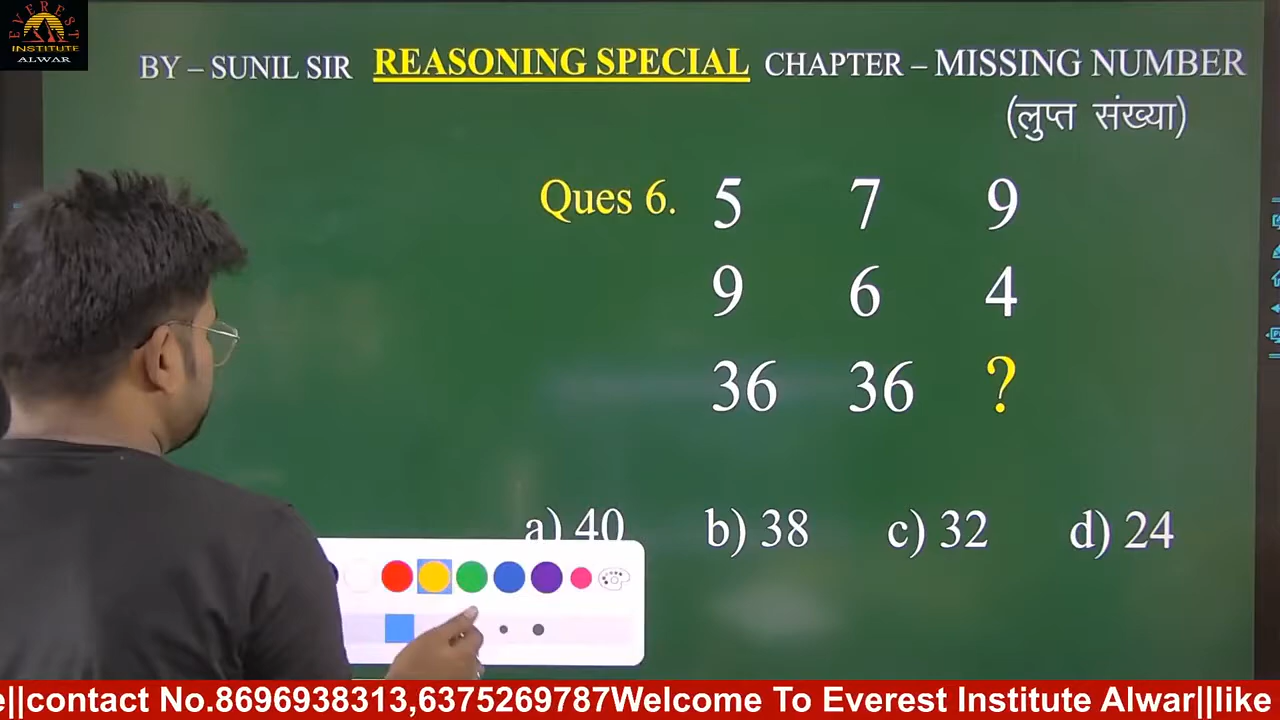 EVEREST
INSTITUTE
ALWAR
BY – SUNIL SIR REASONING SPECIAL CHAPTER – MISSING NUMBER
(लुप्त संख्या)
Ques 6. 5 7 9
9 6 4
36 36 ?
a) 40 b) 38 c) 32 d) 24
e||contact No.8696938313,6375269787Welcome To Everest Institute Alwar||like